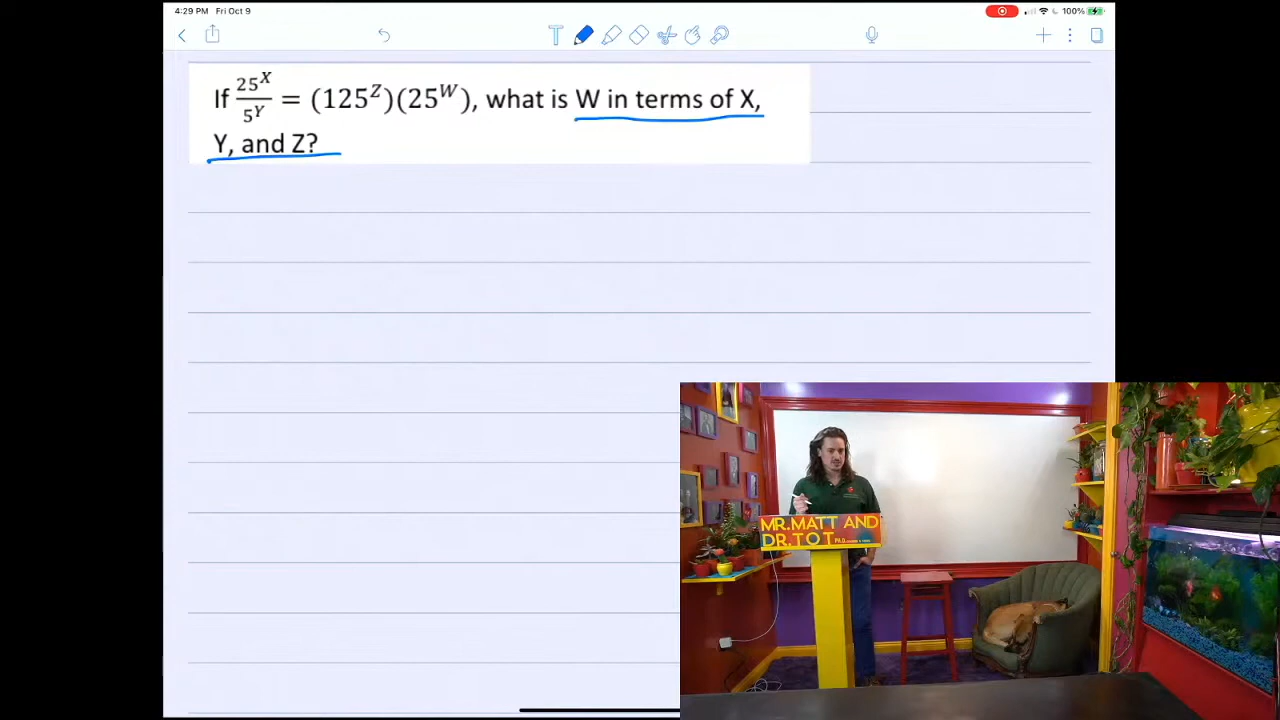 4:29 PM Fri Oct 9
100%
If 25^X/5^Y = (125^Z)(25^W), what is W in terms of X,
Y, and Z?
MR.MATT AND
DR.TOT PH.D.